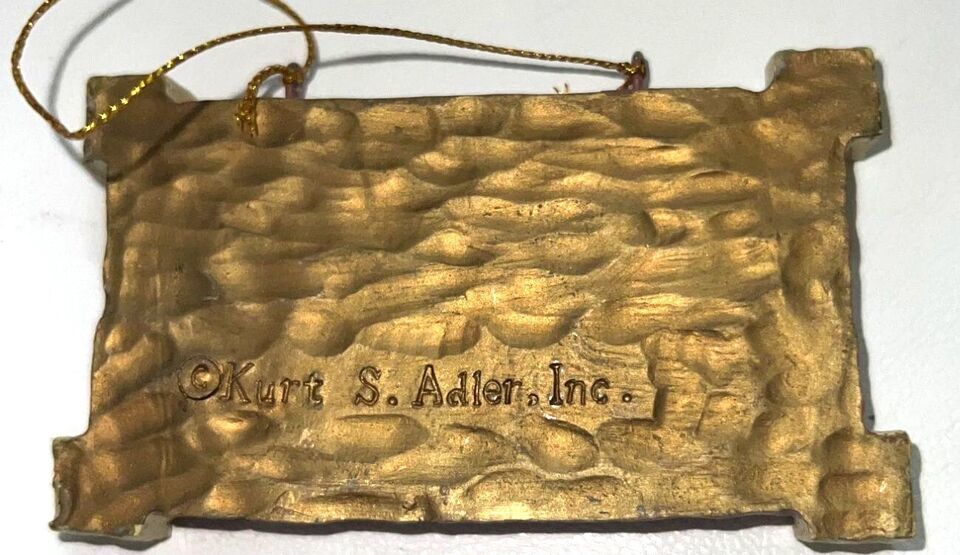 ©Kurt S. Adler, Inc.